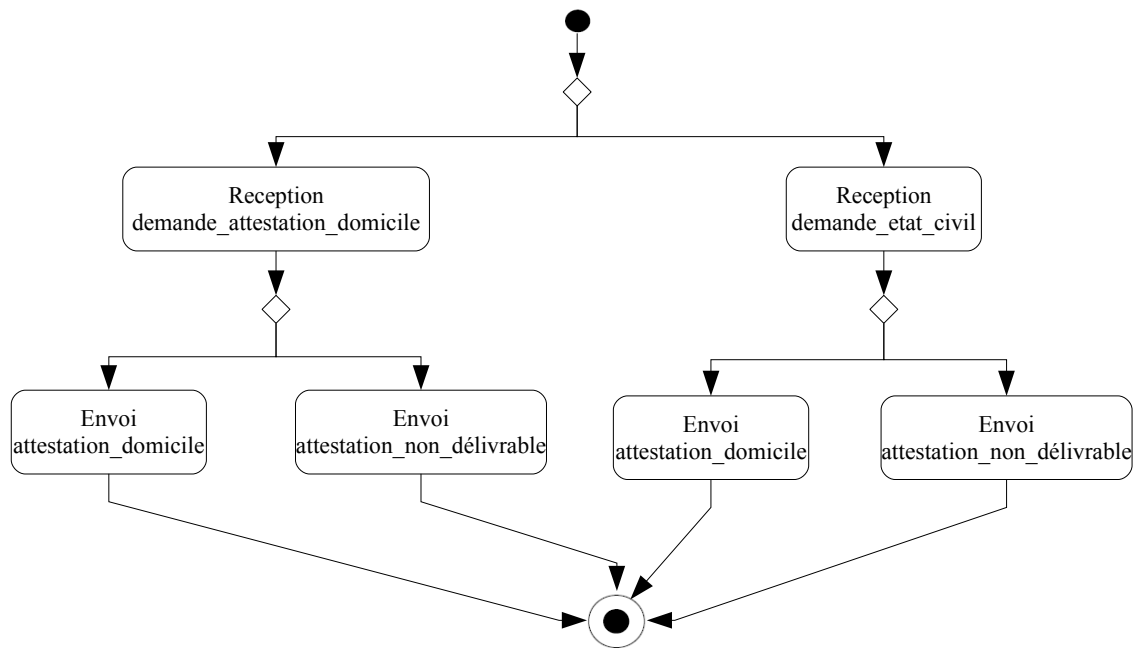 Reception
demande_attestation_domicile
Reception
demande_etat_civil
Envoi
attestation_domicile
Envoi
attestation_non_délivrable
Envoi
attestation_domicile
Envoi
attestation_non_délivrable